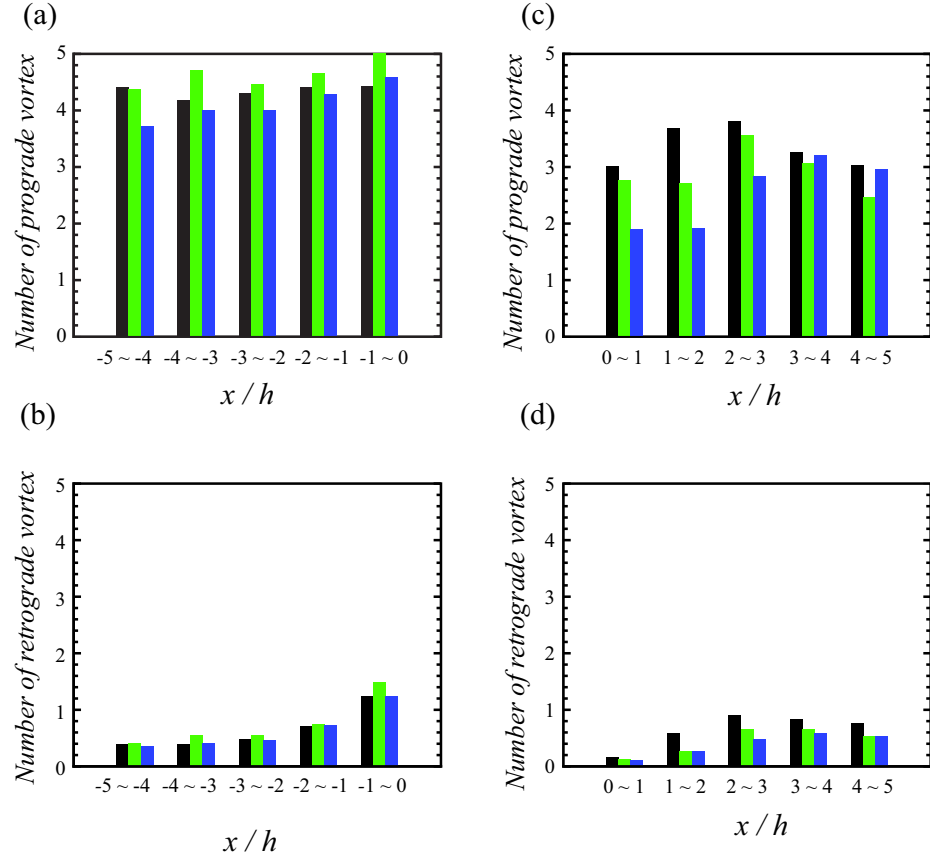 (a)
Number of prograde vortex
5
4
3
2
1
0
-5 ~ -4 -4 ~ -3 -3 ~ -2 -2 ~ -1 -1 ~ 0
x / h
(c)
Number of prograde vortex
5
4
3
2
1
0
0 ~ 1 1 ~ 2 2 ~ 3 3 ~ 4 4 ~ 5
x / h
(b)
Number of retrograde vortex
5
4
3
2
1
0
-5 ~ -4 -4 ~ -3 -3 ~ -2 -2 ~ -1 -1 ~ 0
x / h
(d)
Number of retrograde vortex
5
4
3
2
1
0
0 ~ 1 1 ~ 2 2 ~ 3 3 ~ 4 4 ~ 5
x / h